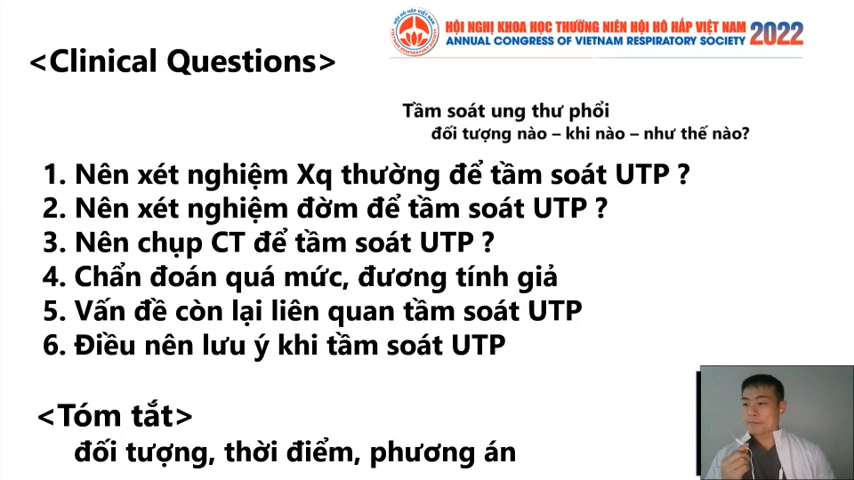 HỘI NGHỊ KHOA HỌC THƯỜNG NIÊN HỘI HÔ HẤP VIỆT NAM
ANNUAL CONGRESS OF VIETNAM RESPIRATORY SOCIETY 2022
<Clinical Questions>
Tầm soát ung thư phổi
đối tượng nào – khi nào – như thế nào?
1. Nên xét nghiệm Xq thường để tầm soát UTP ?
2. Nên xét nghiệm đờm để tầm soát UTP ?
3. Nên chụp CT để tầm soát UTP ?
4. Chẩn đoán quá mức, đương tính giả
5. Vấn đề còn lại liên quan tầm soát UTP
6. Điều nên lưu ý khi tầm soát UTP
<Tóm tắt>
đối tượng, thời điểm, phương án